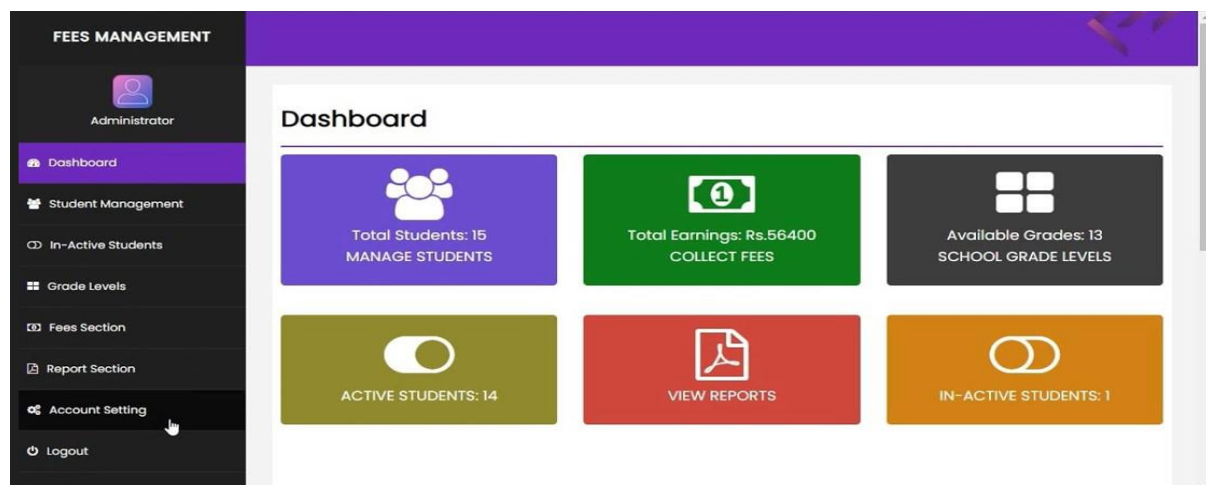 FEES MANAGEMENT
Administrator
Dashboard
Student Management
In-Active Students
Grade Levels
Fees Section
Report Section
Account Setting
Logout
Dashboard
1
Total Students: 15
MANAGE STUDENTS
Total Earnings: Rs.56400
COLLECT FEES
Available Grades: 13
SCHOOL GRADE LEVELS
ACTIVE STUDENTS: 14
VIEW REPORTS
IN-ACTIVE STUDENTS: 1